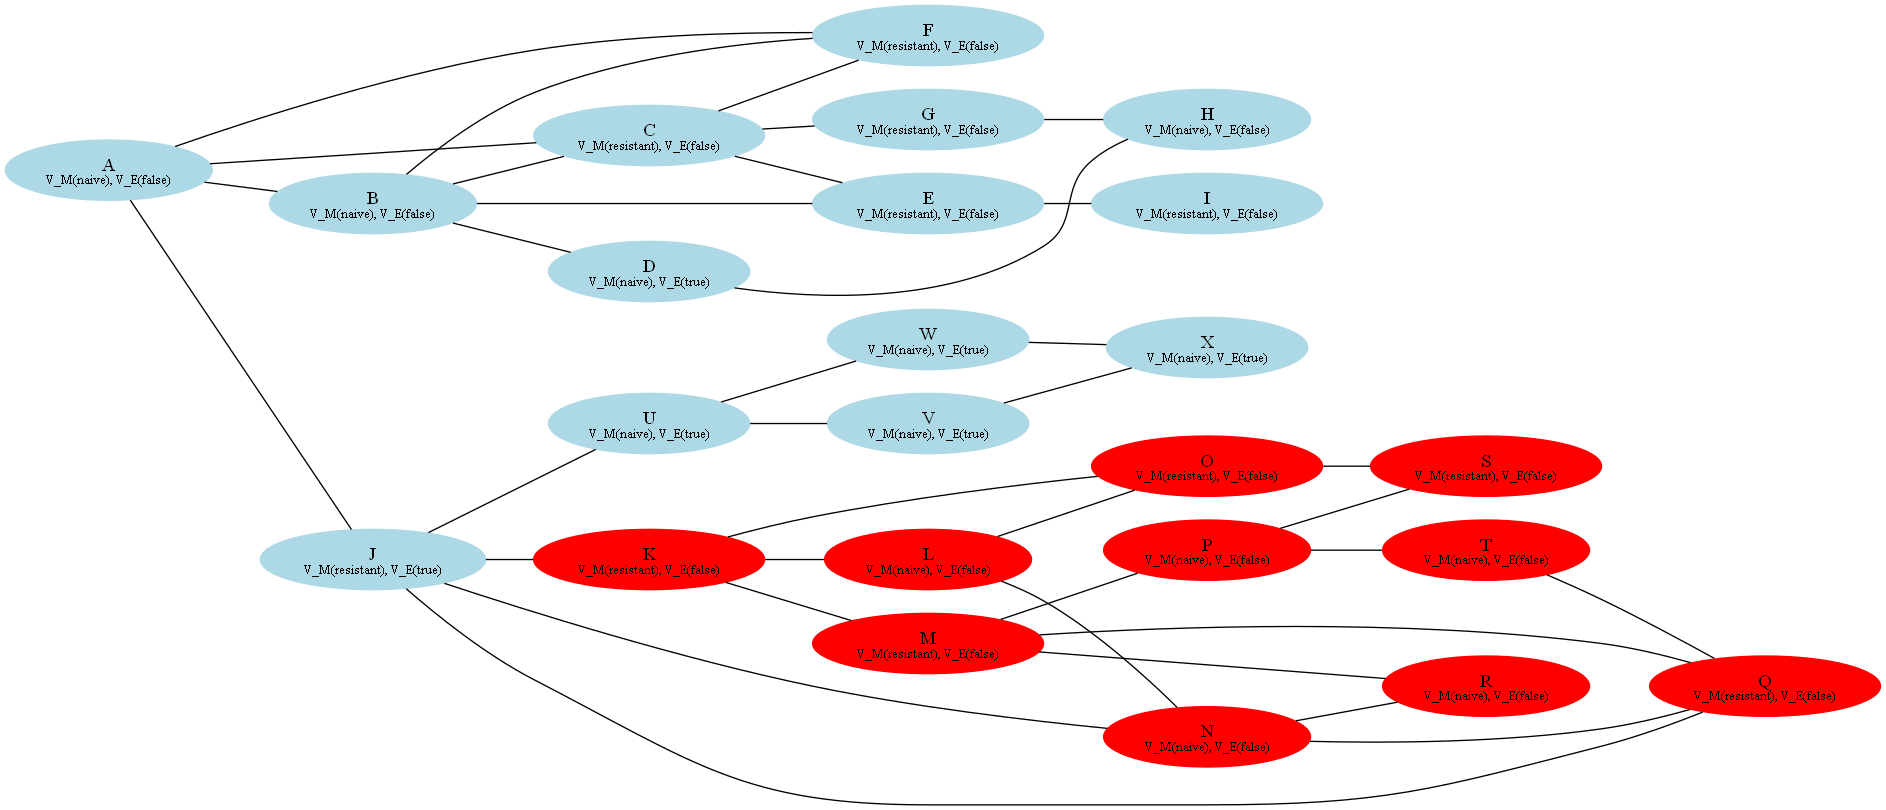 F
V_M(resistant), V_E(false)
G
V_M(resistant), V_E(false)
H
V_M(naive), V_E(false)
C
V_M(resistant), V_E(false)
A
V_M(naive), V_E(false)
B
V_M(naive), V_E(false)
E
V_M(resistant), V_E(false)
I
V_M(resistant), V_E(false)
D
V_M(naive), V_E(true)
W
V_M(naive), V_E(true)
X
V_M(naive), V_E(true)
U
V_M(naive), V_E(true)
V
V_M(naive), V_E(true)
O
V_M(resistant), V_E(false)
S
V_M(resistant), V_E(false)
J
V_M(resistant), V_E(true)
K
V_M(resistant), V_E(false)
L
V_M(naive), V_E(false)
P
V_M(naive), V_E(false)
T
V_M(naive), V_E(false)
M
V_M(resistant), V_E(false)
R
V_M(naive), V_E(false)
Q
V_M(resistant), V_E(false)
N
V_M(naive), V_E(false)